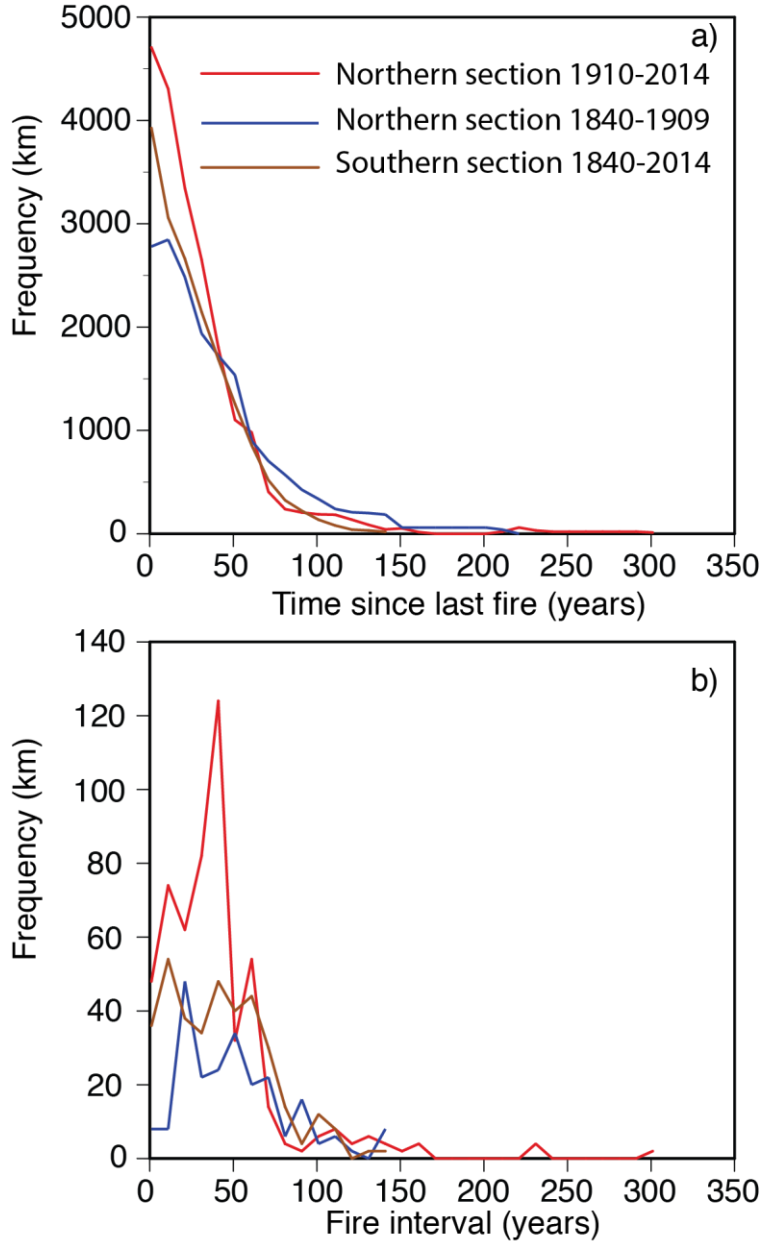 a)
5000
Northern section 1910-2014
Northern section 1840-1909
Southern section 1840-2014
4000
3000
2000
1000
0
Frequency (km)
0 50 100 150 200 250 300 350
Time since last fire (years)
b)
140
120
100
80
60
40
20
0
Frequency (km)
0 50 100 150 200 250 300 350
Fire interval (years)